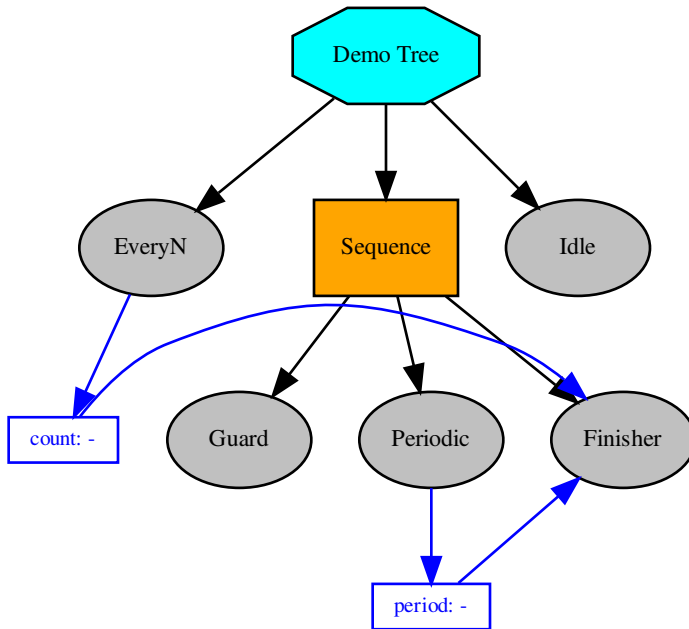 Demo Tree
EveryN
Sequence
Idle
count: -
Guard
Periodic
Finisher
period: -